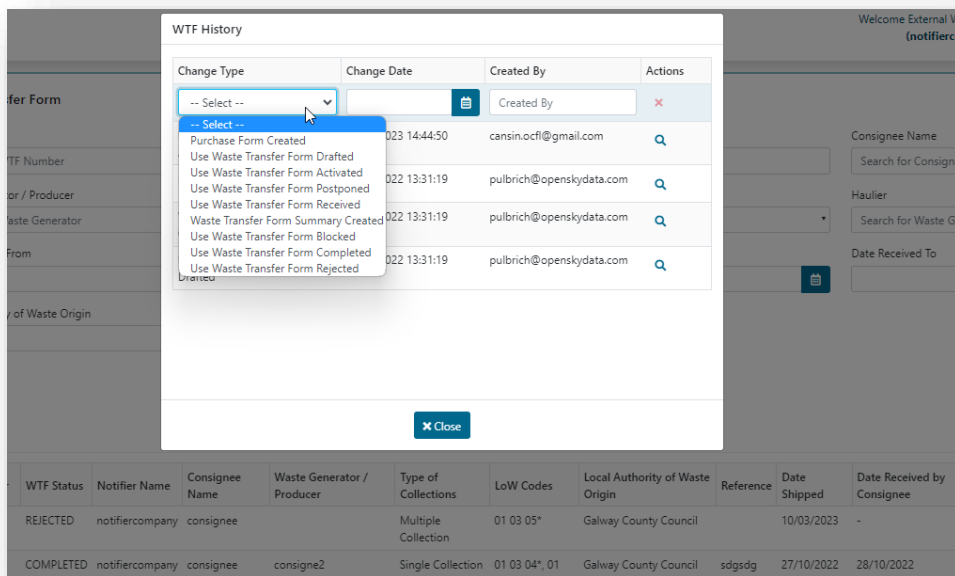 WTF History
Welcome External
(notifierc
Change Type Change Date Created By Actions
-- Select -- Created By
-- Select --
Purchase Form Created
Use Waste Transfer Form Drafted
Use Waste Transfer Form Activated
Use Waste Transfer Form Postponed
Use Waste Transfer Form Received
Waste Transfer Form Summary Created
Use Waste Transfer Form Blocked
Use Waste Transfer Form Completed
Use Waste Transfer Form Rejected
Drafted
023 14:44:50 cansin.ocfl@gmail.com
022 13:31:19 pulbrich@openskydata.com
022 13:31:19 pulbrich@openskydata.com
022 13:31:19 pulbrich@openskydata.com
Close
sfer Form
TF Number
tor / Producer
Waste Generator
From
y of Waste Origin
Consignee Name
Search for Consign
Haulier
Search for Waste G
Date Received To
WTF Status Notifier Name Consignee Name Waste Generator / Producer Type of Collections LoW Codes Local Authority of Waste Origin Reference Date Shipped Date Received by Consignee
REJECTED notifiercompany consignee Multiple Collection 01 03 05* Galway County Council 10/03/2023 -
COMPLETED notifiercompany consignee consigne2 Single Collection 01 03 04*, 01 Galway County Council sdgsdg 27/10/2022 28/10/2022